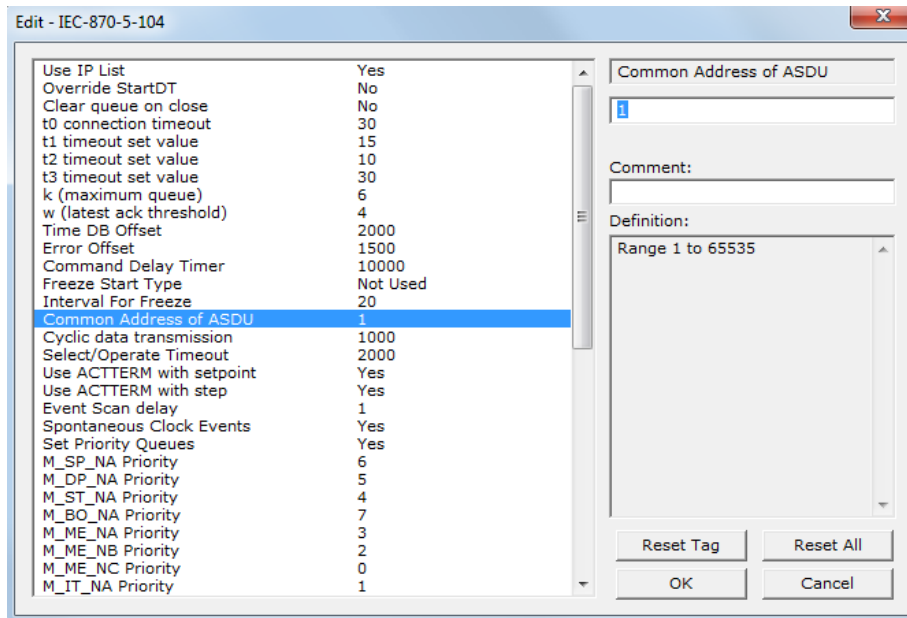 Edit - IEC-870-5-104
Use IP List Yes
Override StartDT No
Clear queue on close No
t0 connection timeout 30
t1 timeout set value 15
t2 timeout set value 10
t3 timeout set value 30
k (maximum queue) 6
w (latest ack threshold) 4
Time DB Offset 2000
Error Offset 1500
Command Delay Timer 10000
Freeze Start Type Not Used
Interval For Freeze 20
Common Address of ASDU 1
Cyclic data transmission 1000
Select/Operate Timeout 2000
Use ACTTERM with setpoint Yes
Use ACTTERM with step Yes
Event Scan delay 1
Spontaneous Clock Events Yes
Set Priority Queues Yes
M_SP_NA Priority 6
M_DP_NA Priority 5
M_ST_NA Priority 4
M_BO_NA Priority 7
M_ME_NA Priority 3
M_ME_NB Priority 2
M_ME_NC Priority 0
M_IT_NA Priority 1
Common Address of ASDU
1
Comment:
Definition:
Range 1 to 65535
Reset Tag Reset All
OK Cancel